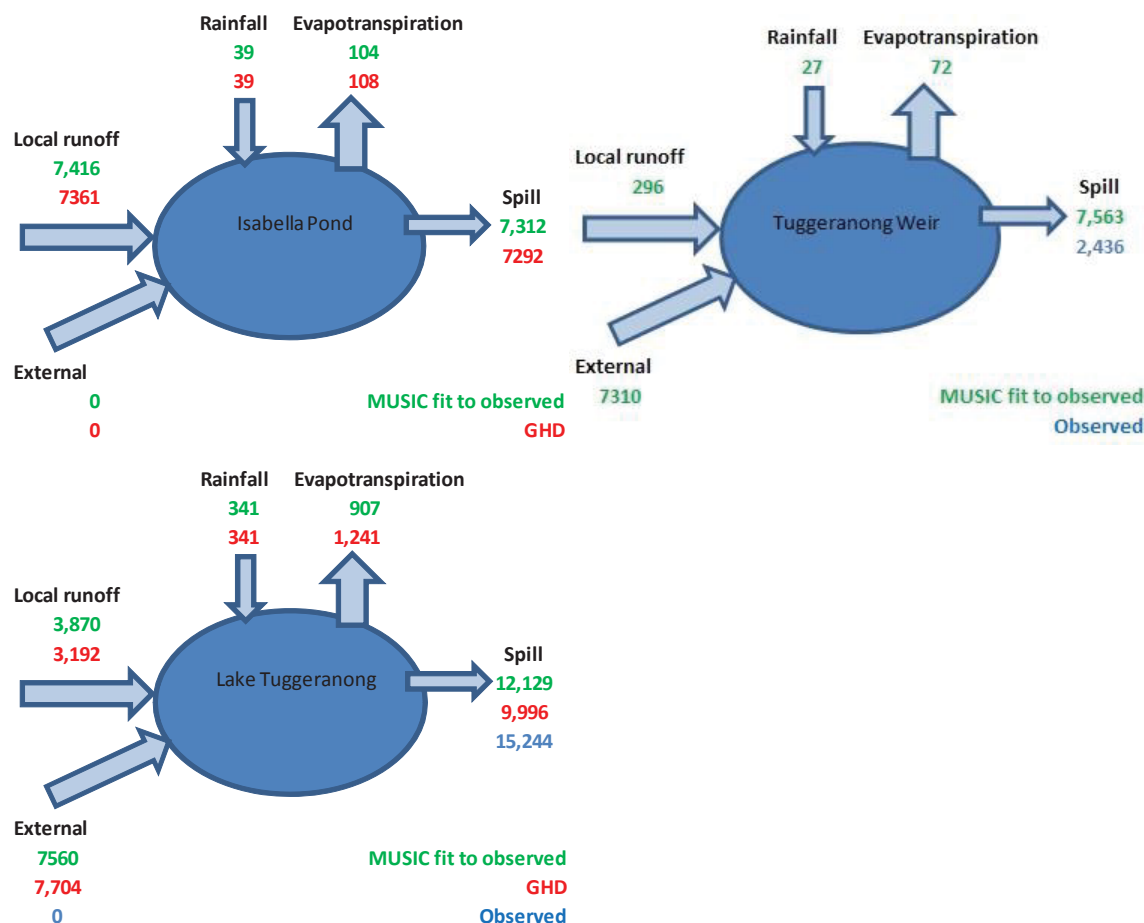 Rainfall Evapotranspiration
39 104
39 108
Local runoff
7,416
7361
Isabella Pond
Spill
7,312
7292
External
0 MUSIC fit to observed
0 GHD
Rainfall Evapotranspiration
27 72
Local runoff
296
Tuggeranong Weir
Spill
7,563
2,436
External
7310
MUSIC fit to observed
Observed
Rainfall Evapotranspiration
341 907
341 1,241
Local runoff
3,870
3,192
Lake Tuggeranong
Spill
12,129
9,996
15,244
External
7560 MUSIC fit to observed
7,704 GHD
0 Observed